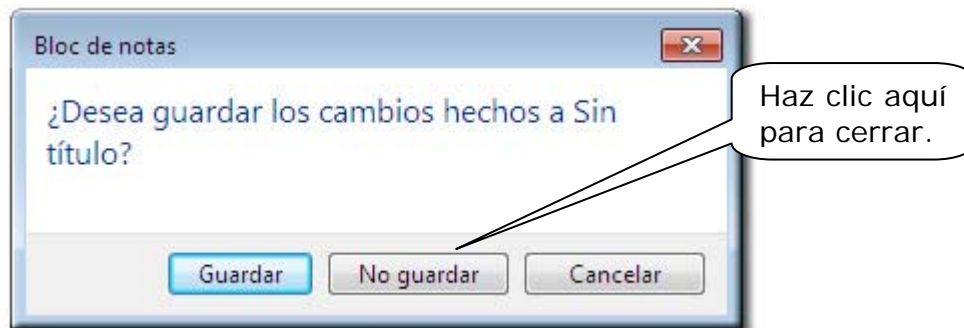 Bloc de notas
¿Desea guardar los cambios hechos a Sin
título?
Haz clic aquí
para cerrar.
Guardar
No guardar
Cancelar